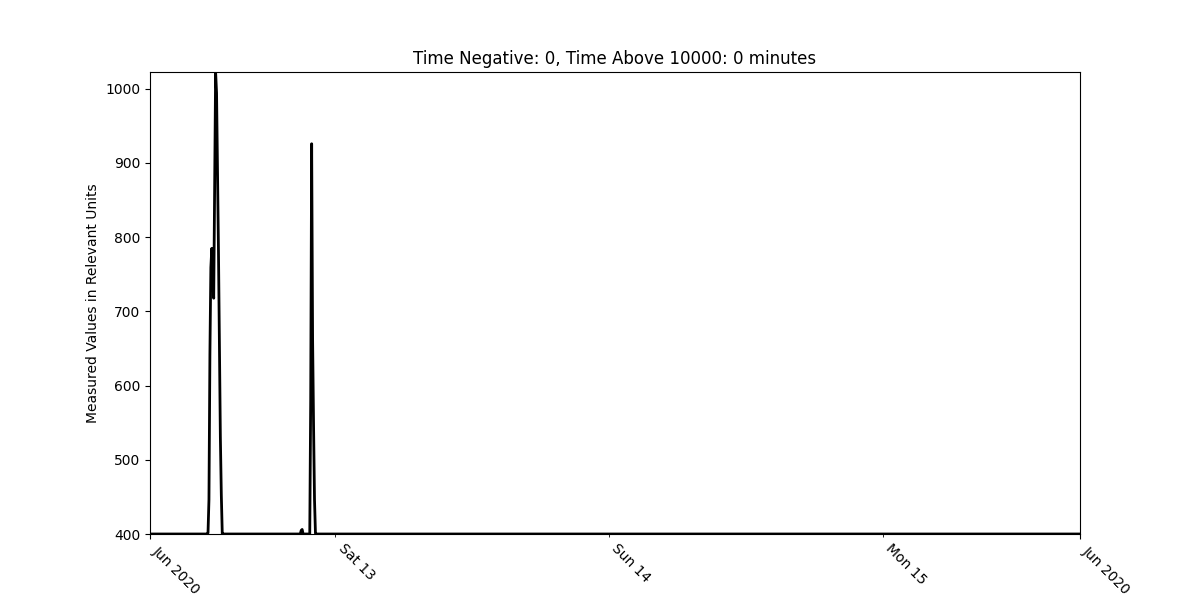 Time Negative: 0, Time Above 10000: 0 minutes
Measured Values in Relevant Units
1000
900
800
700
600
500
400
Jun 2020
Sat 13
Sun 14
Mon 15
Jun 2020